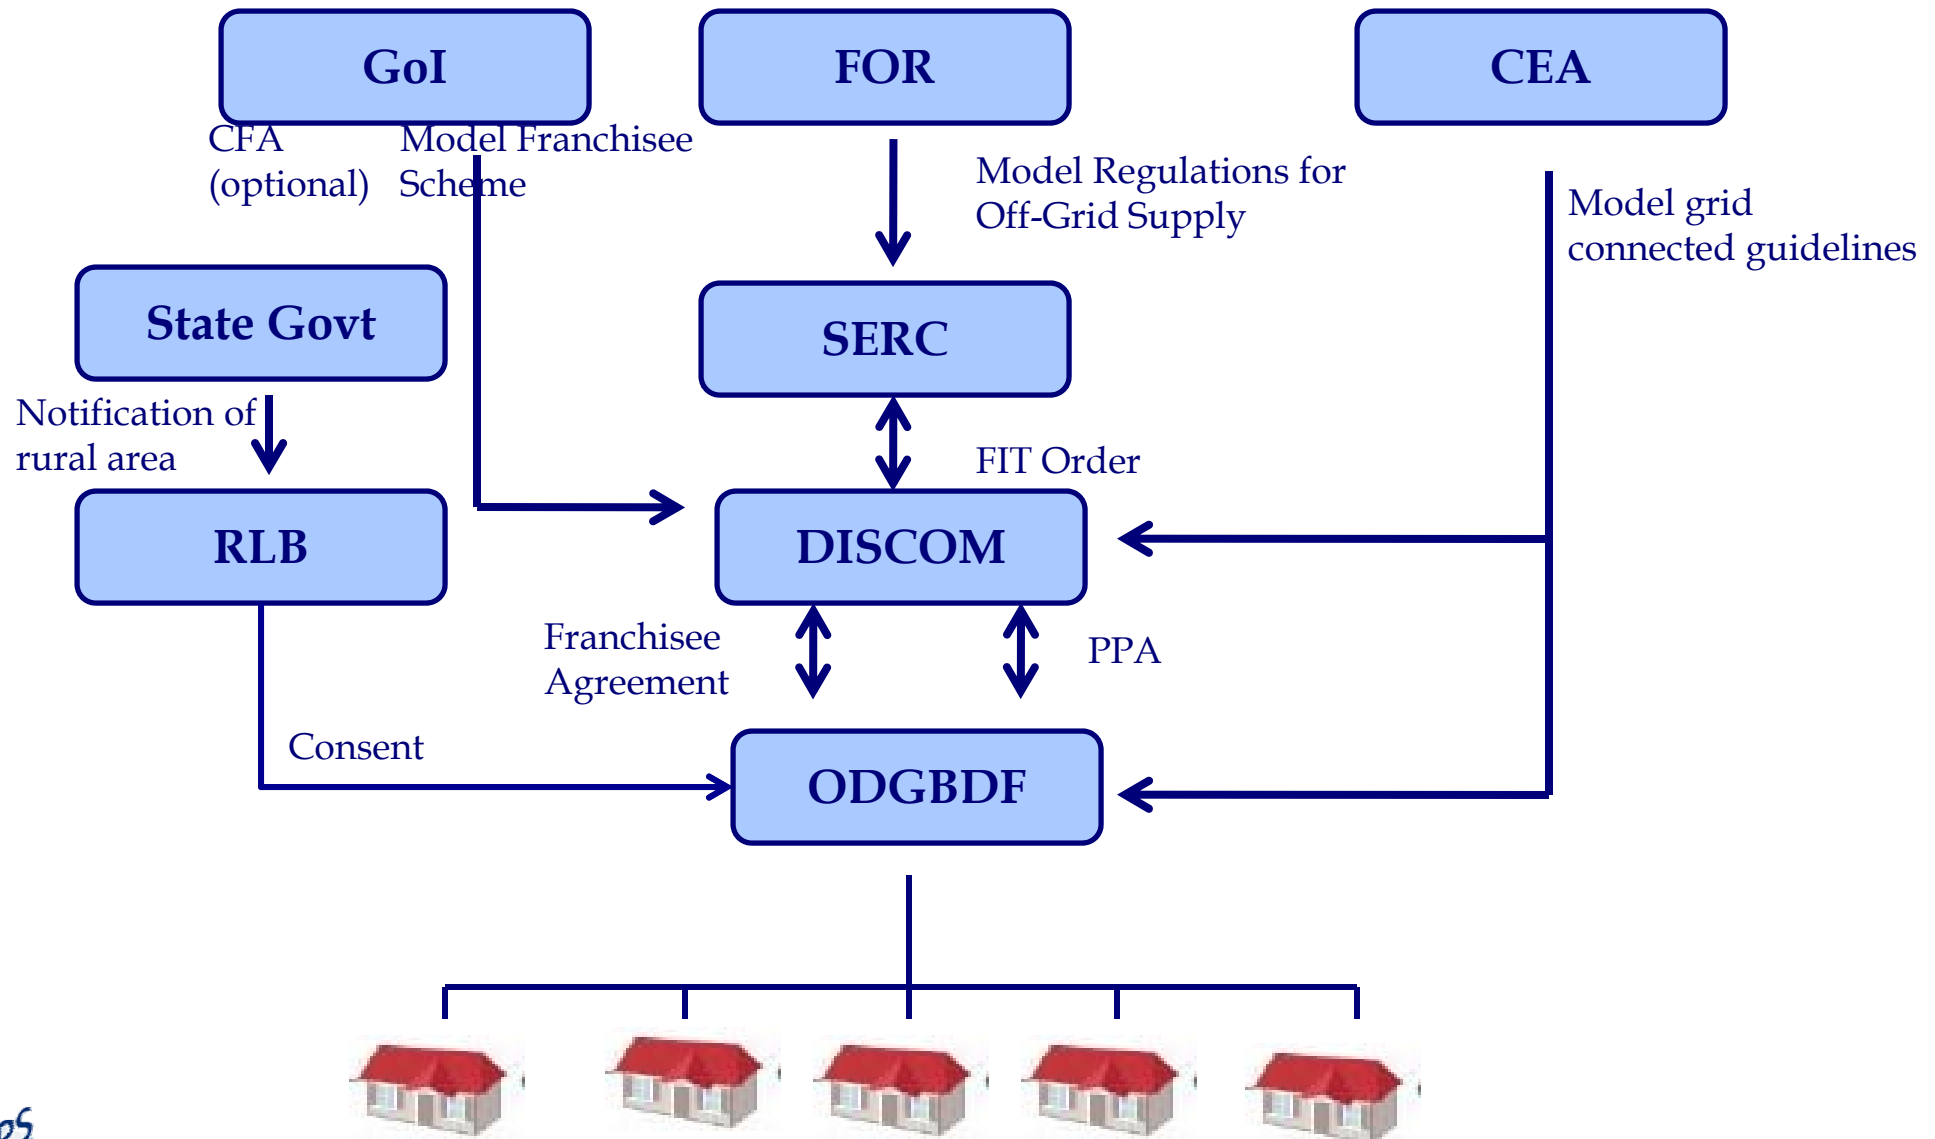 GoI
FOR
CEA
CFA
(optional)
Model Franchisee
Scheme
Model Regulations for
Off-Grid Supply
Model grid
connected guidelines
State Govt
SERC
Notification of
rural area
FIT Order
RLB
DISCOM
Franchisee
Agreement
PPA
Consent
ODGBDF